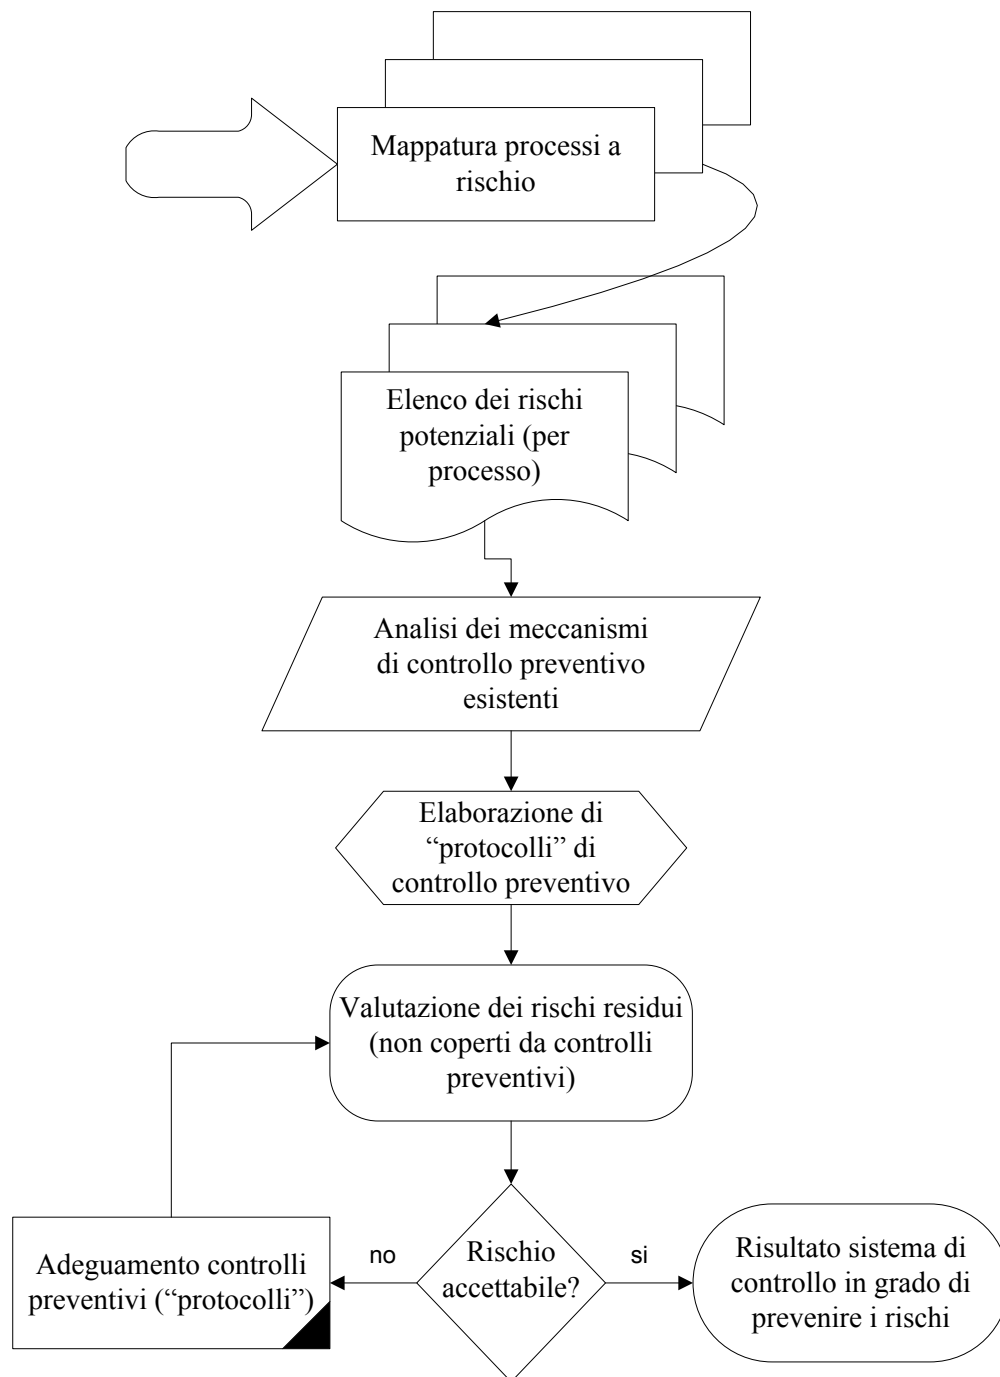 Mappatura processi a
rischio
Elenco dei rischi
potenziali (per
processo)
Analisi dei meccanismi
di controllo preventivo
esistenti
Elaborazione di
“protocolli” di
controllo preventivo
Valutazione dei rischi residui
(non coperti da controlli
preventivi)
Adeguamento controlli
preventivi (“protocolli”)
no
Rischio
accettabile?
si
Risultato sistema di
controllo in grado di
prevenire i rischi